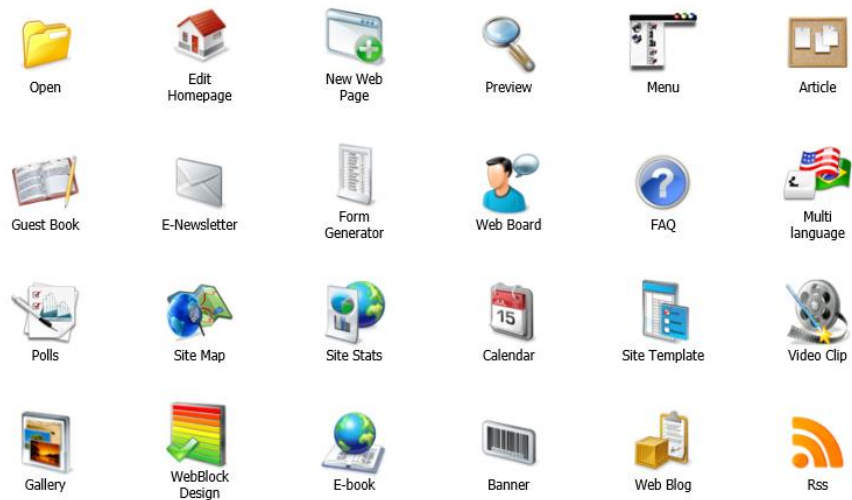 Open
Edit
Homepage
New Web
Page
Preview
Menu
Article
Guest Book
E-Newsletter
Form
Generator
Web Board
FAQ
Multi
language
Polls
Site Map
Site Stats
15
Calendar
Site Template
Video Clip
Gallery
WebBlock
Design
E-book
Banner
Web Blog
Rss